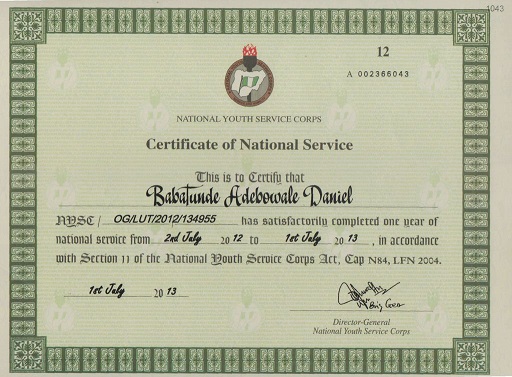 1043
12
A 002366043
NATIONAL YOUTH SERVICE CORPS
Certificate of National Service
This is to Certify that
Babatunde Adebowale Daniel
NYSC/ OG/LUT/2012/134955 has satisfactorily completed one year of
national service from 2nd July 2012 to 1st July 2013, in accordance
with Section 11 of the National Youth Service Corps Act, Cap N84, LFN 2004.
1st July 2013
Brig Gen
Director-General
National Youth Service Corps